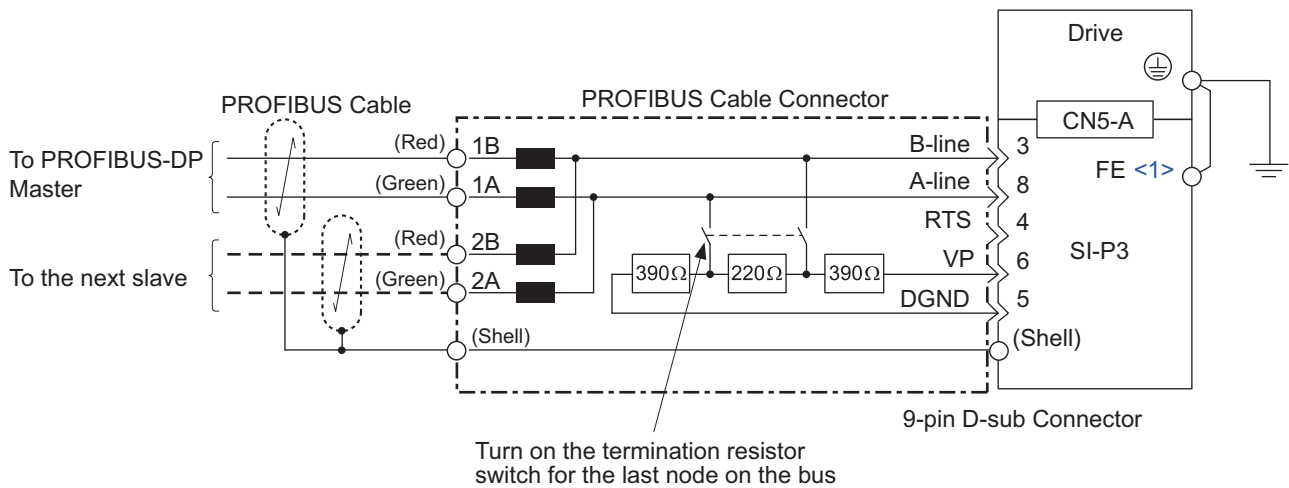 Drive
PROFIBUS Cable
PROFIBUS Cable Connector
CN5-A
(Red)
1B
B-line
3
To PROFIBUS-DP
Master
FE <1>
(Green)
1A
A-line
8
RTS
4
(Red)
2B
SI-P3
VP
6
To the next slave
(Green)
2A
390Ω
220Ω
390Ω
DGND
5
(Shell)
(Shell)
9-pin D-sub Connector
Turn on the termination resistor
switch for the last node on the bus